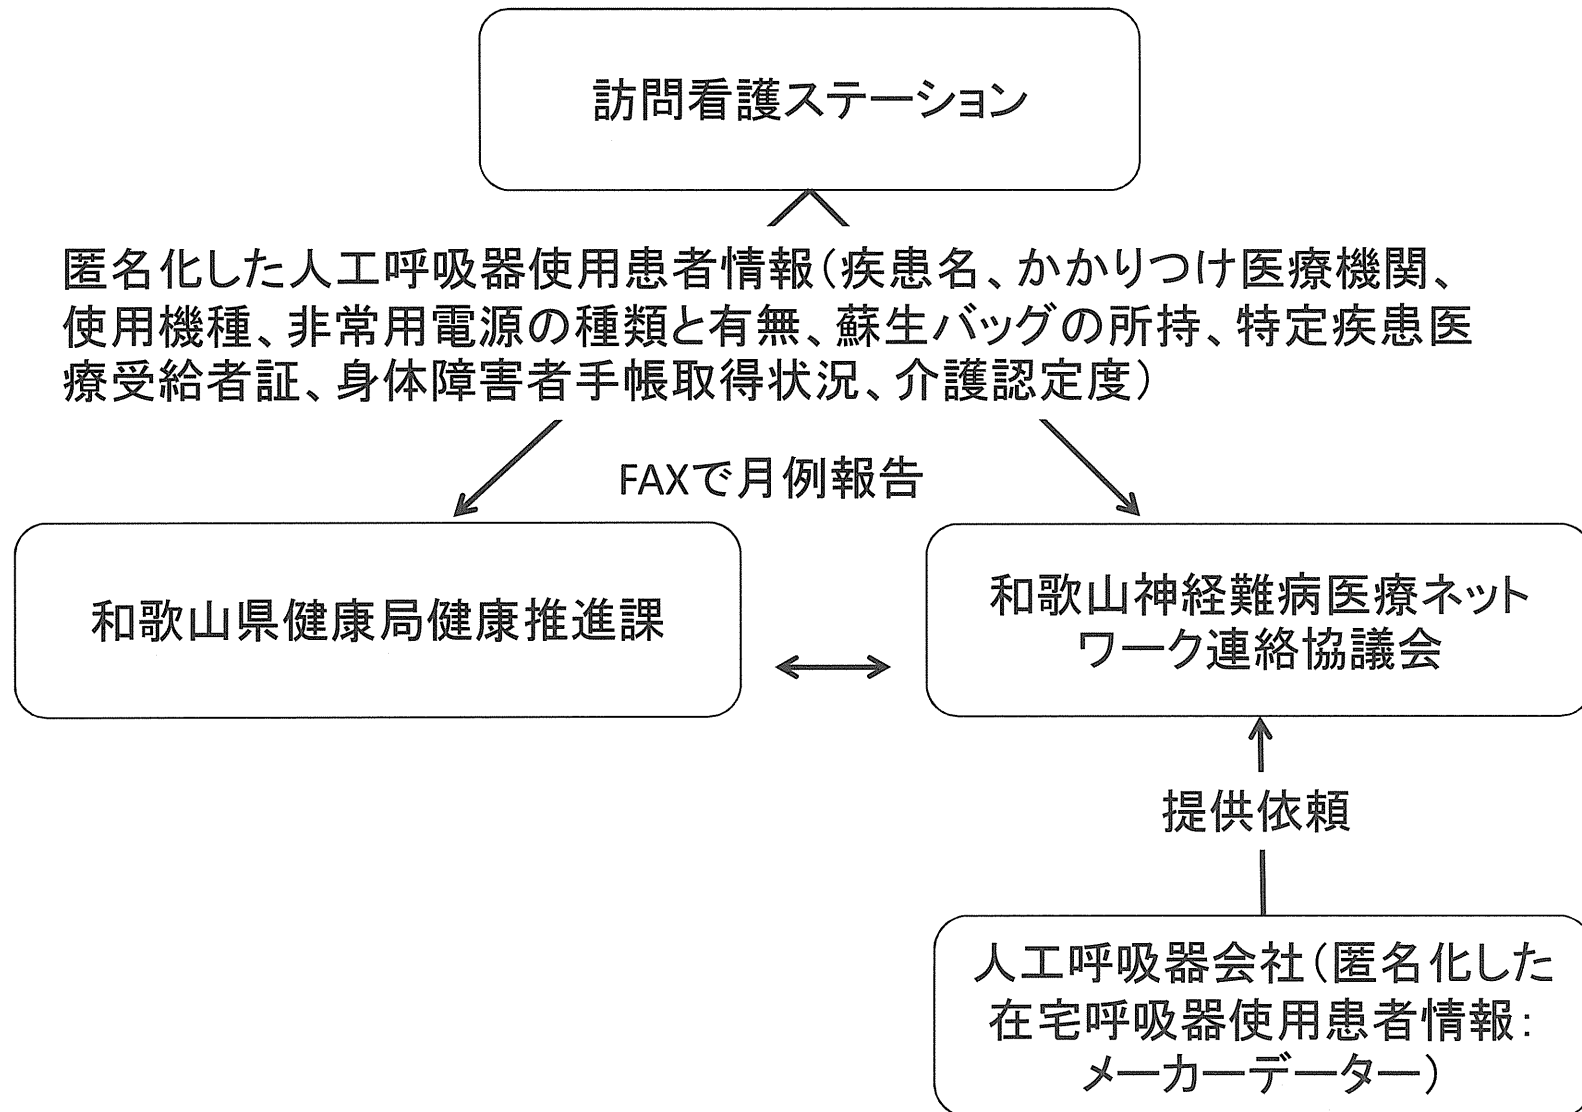 訪問看護ステーション
匿名化した人工呼吸器使用患者情報(疾患名、かかりつけ医療機関、
使用機種、非常用電源の種類と有無、蘇生バッグの所持、特定疾患医
療受給者証、身体障害者手帳取得状況、介護認定度)
FAXで月例報告
和歌山県健康局健康推進課
和歌山神経難病医療ネット
ワーク連絡協議会
提供依頼
人工呼吸器会社(匿名化した
在宅呼吸器使用患者情報:
メーカーデーター)